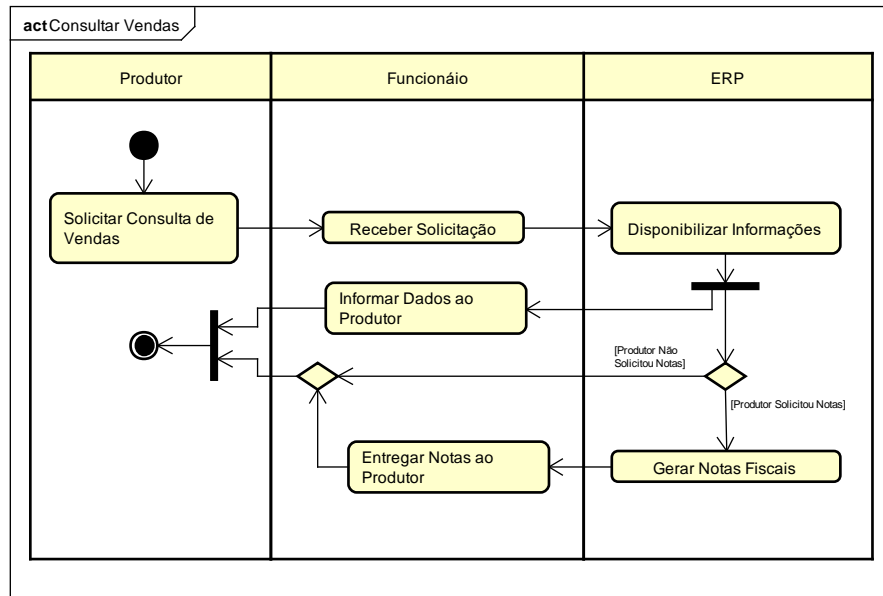 act Consultar Vendas
Produtor
Funcionáio
ERP
Solicitar Consulta de
Vendas
Receber Solicitação
Disponibilizar Informações
Informar Dados ao
Produtor
[Produtor Não
Solicitou Notas]
[Produtor Solicitou Notas]
Entregar Notas ao
Produtor
Gerar Notas Fiscais